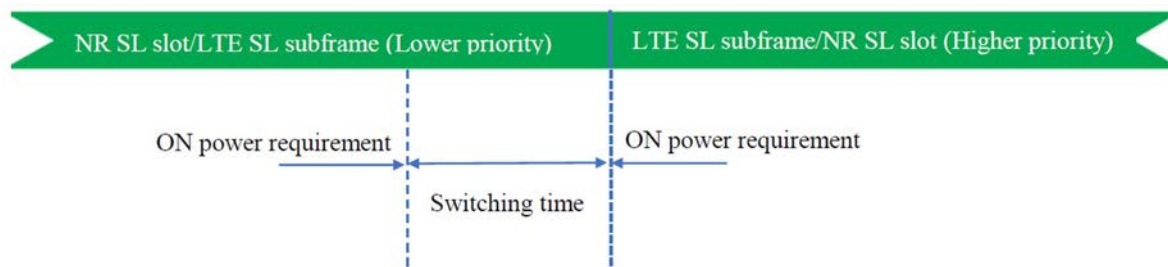 NR SL slot/LTE SL subframe (Lower priority)
LTE SL subframe/NR SL slot (Higher priority)
ON power requirement
ON power requirement
Switching time